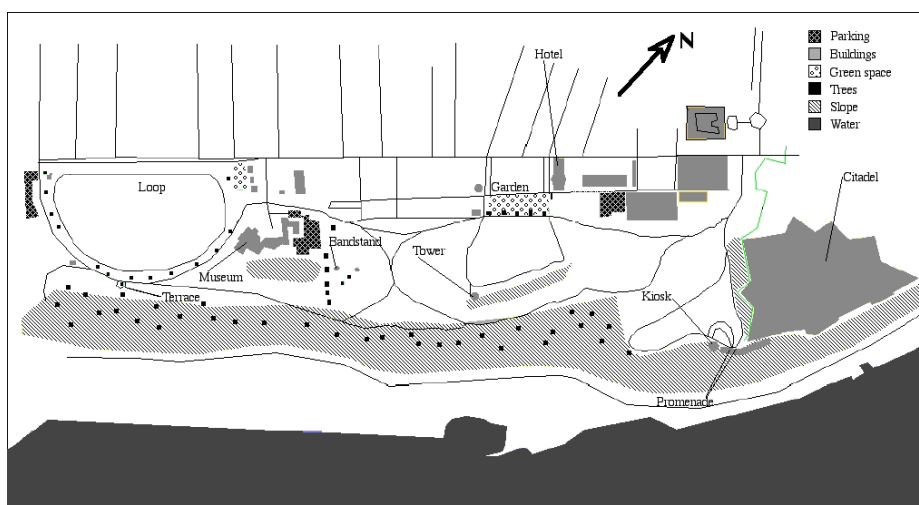 N
Parking
Buildings
Green space
Trees
Slope
Water
Hotel
Loop
Garden
Citadel
Museum
Bandstand
Tower
Terrace
Kiosk
Promenade